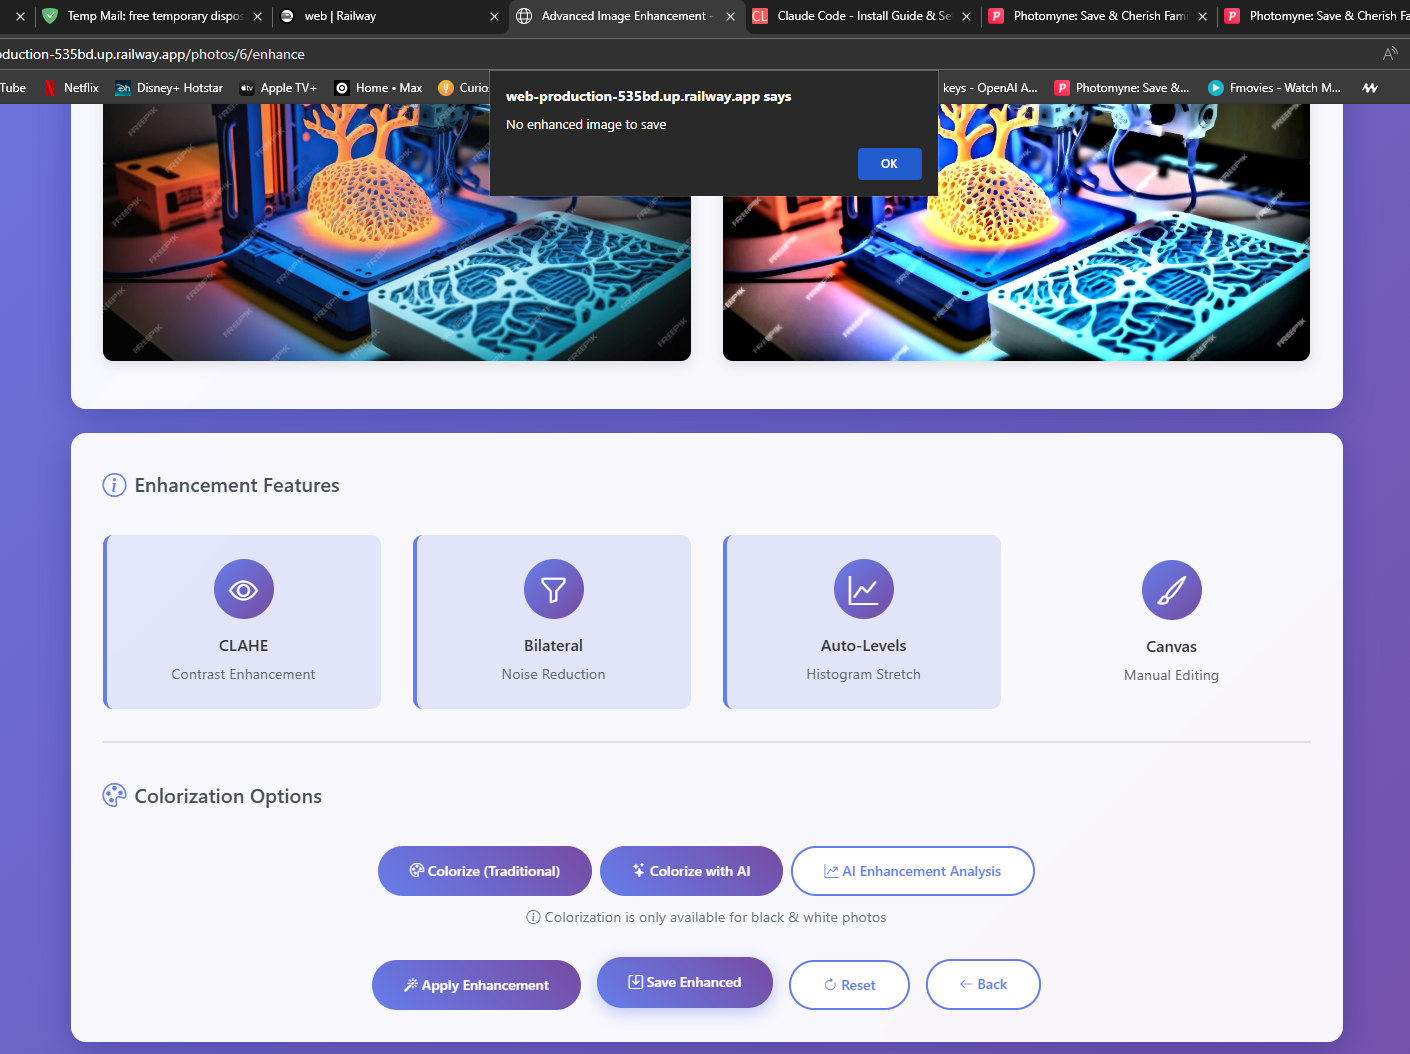 Temp Mail: free temporary dispos
web | Railway
Advanced Image Enhancement -
CL
Claude Code - Install Guide & Se
Photomyne: Save & Cherish Fami
Photomyne: Save & Cherish Fa
oduction-535bd.up.railway.app/photos/6/enhance
Tube
Netflix
Disney+ Hotstar
Apple TV+
Home • Max
Curio
keys - OpenAI A...
Photomyne: Save &...
Fmovies - Watch M...
web-production-535bd.up.railway.app says
No enhanced image to save
OK
FREEPIK
Enhancement Features
CLAHE
Contrast Enhancement
Bilateral
Noise Reduction
Auto-Levels
Histogram Stretch
Canvas
Manual Editing
Colorization Options
Colorize (Traditional)
Colorize with AI
AI Enhancement Analysis
Colorization is only available for black & white photos
Apply Enhancement
Save Enhanced
Reset
Back